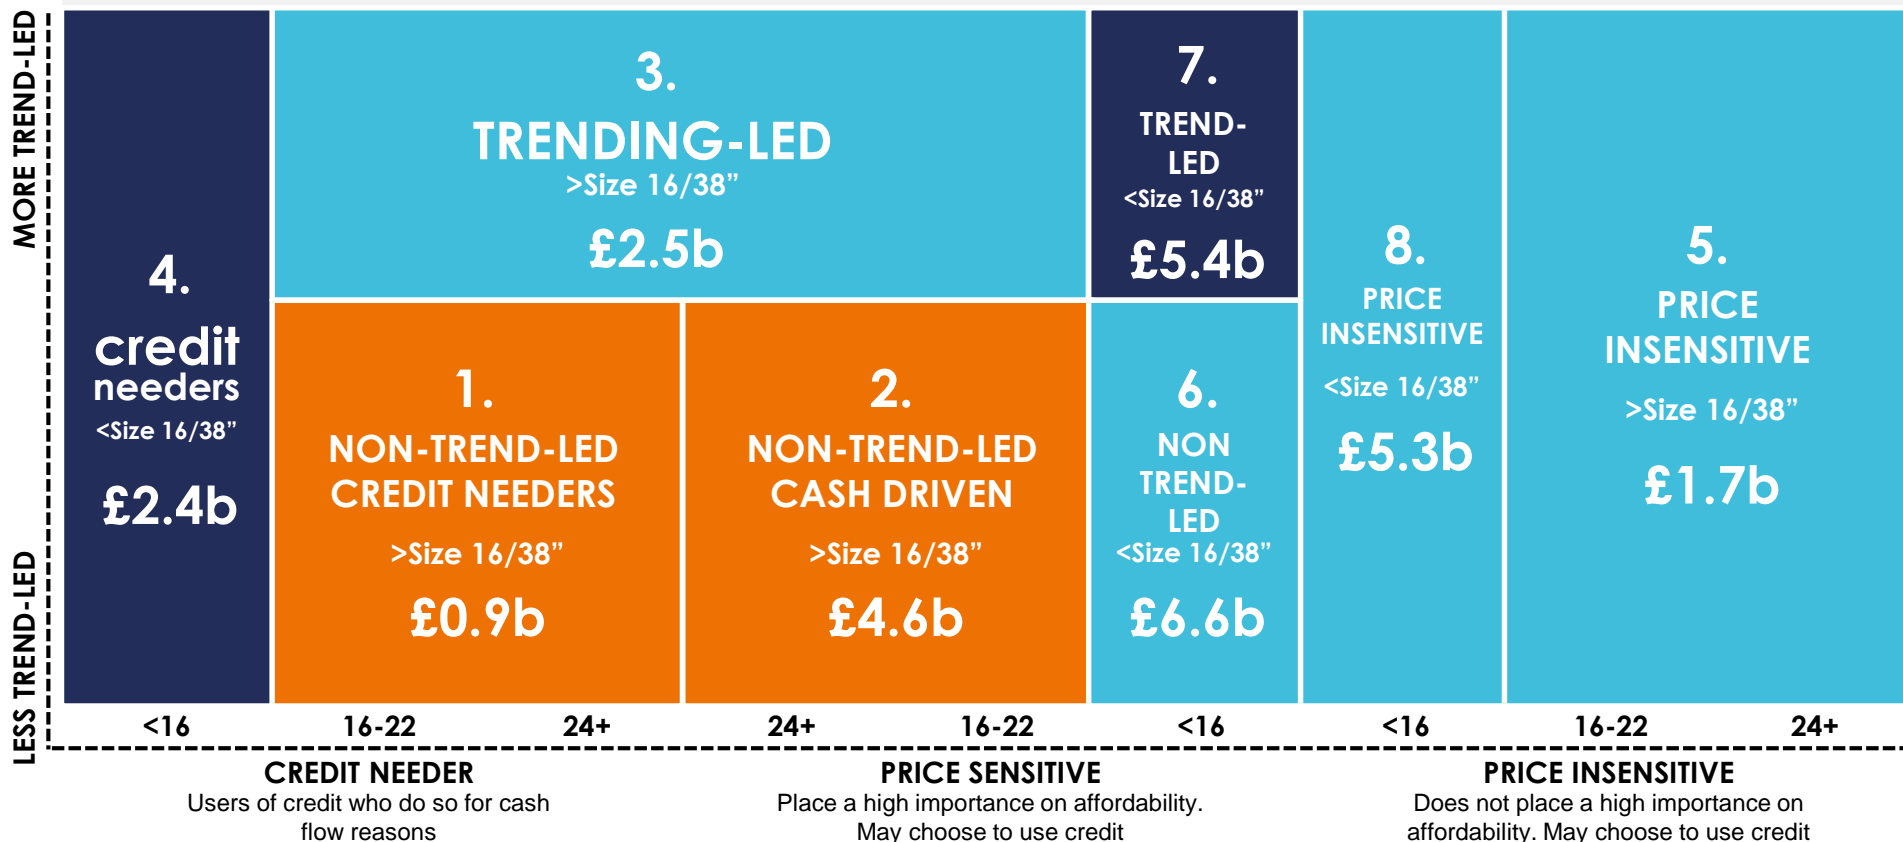 MORE TREND-LED
LESS TREND-LED
4.
credit
needers
<Size 16/38”
£2.4b
3.
TRENDING-LED
>Size 16/38”
£2.5b
1.
NON-TREND-LED
CREDIT NEEDERS
>Size 16/38”
£0.9b
2.
NON-TREND-LED
CASH DRIVEN
>Size 16/38”
£4.6b
7.
TREND-
LED
<Size 16/38”
£5.4b
6.
NON
TREND-
LED
<Size 16/38”
£6.6b
8.
PRICE
INSENSITIVE
<Size 16/38”
£5.3b
5.
PRICE
INSENSITIVE
>Size 16/38”
£1.7b
<16 16-22 24+ 24+ 16-22 <16 <16 16-22 24+
CREDIT NEEDER
Users of credit who do so for cash
flow reasons
PRICE SENSITIVE
Place a high importance on affordability.
May choose to use credit
PRICE INSENSITIVE
Does not place a high importance on
affordability. May choose to use credit